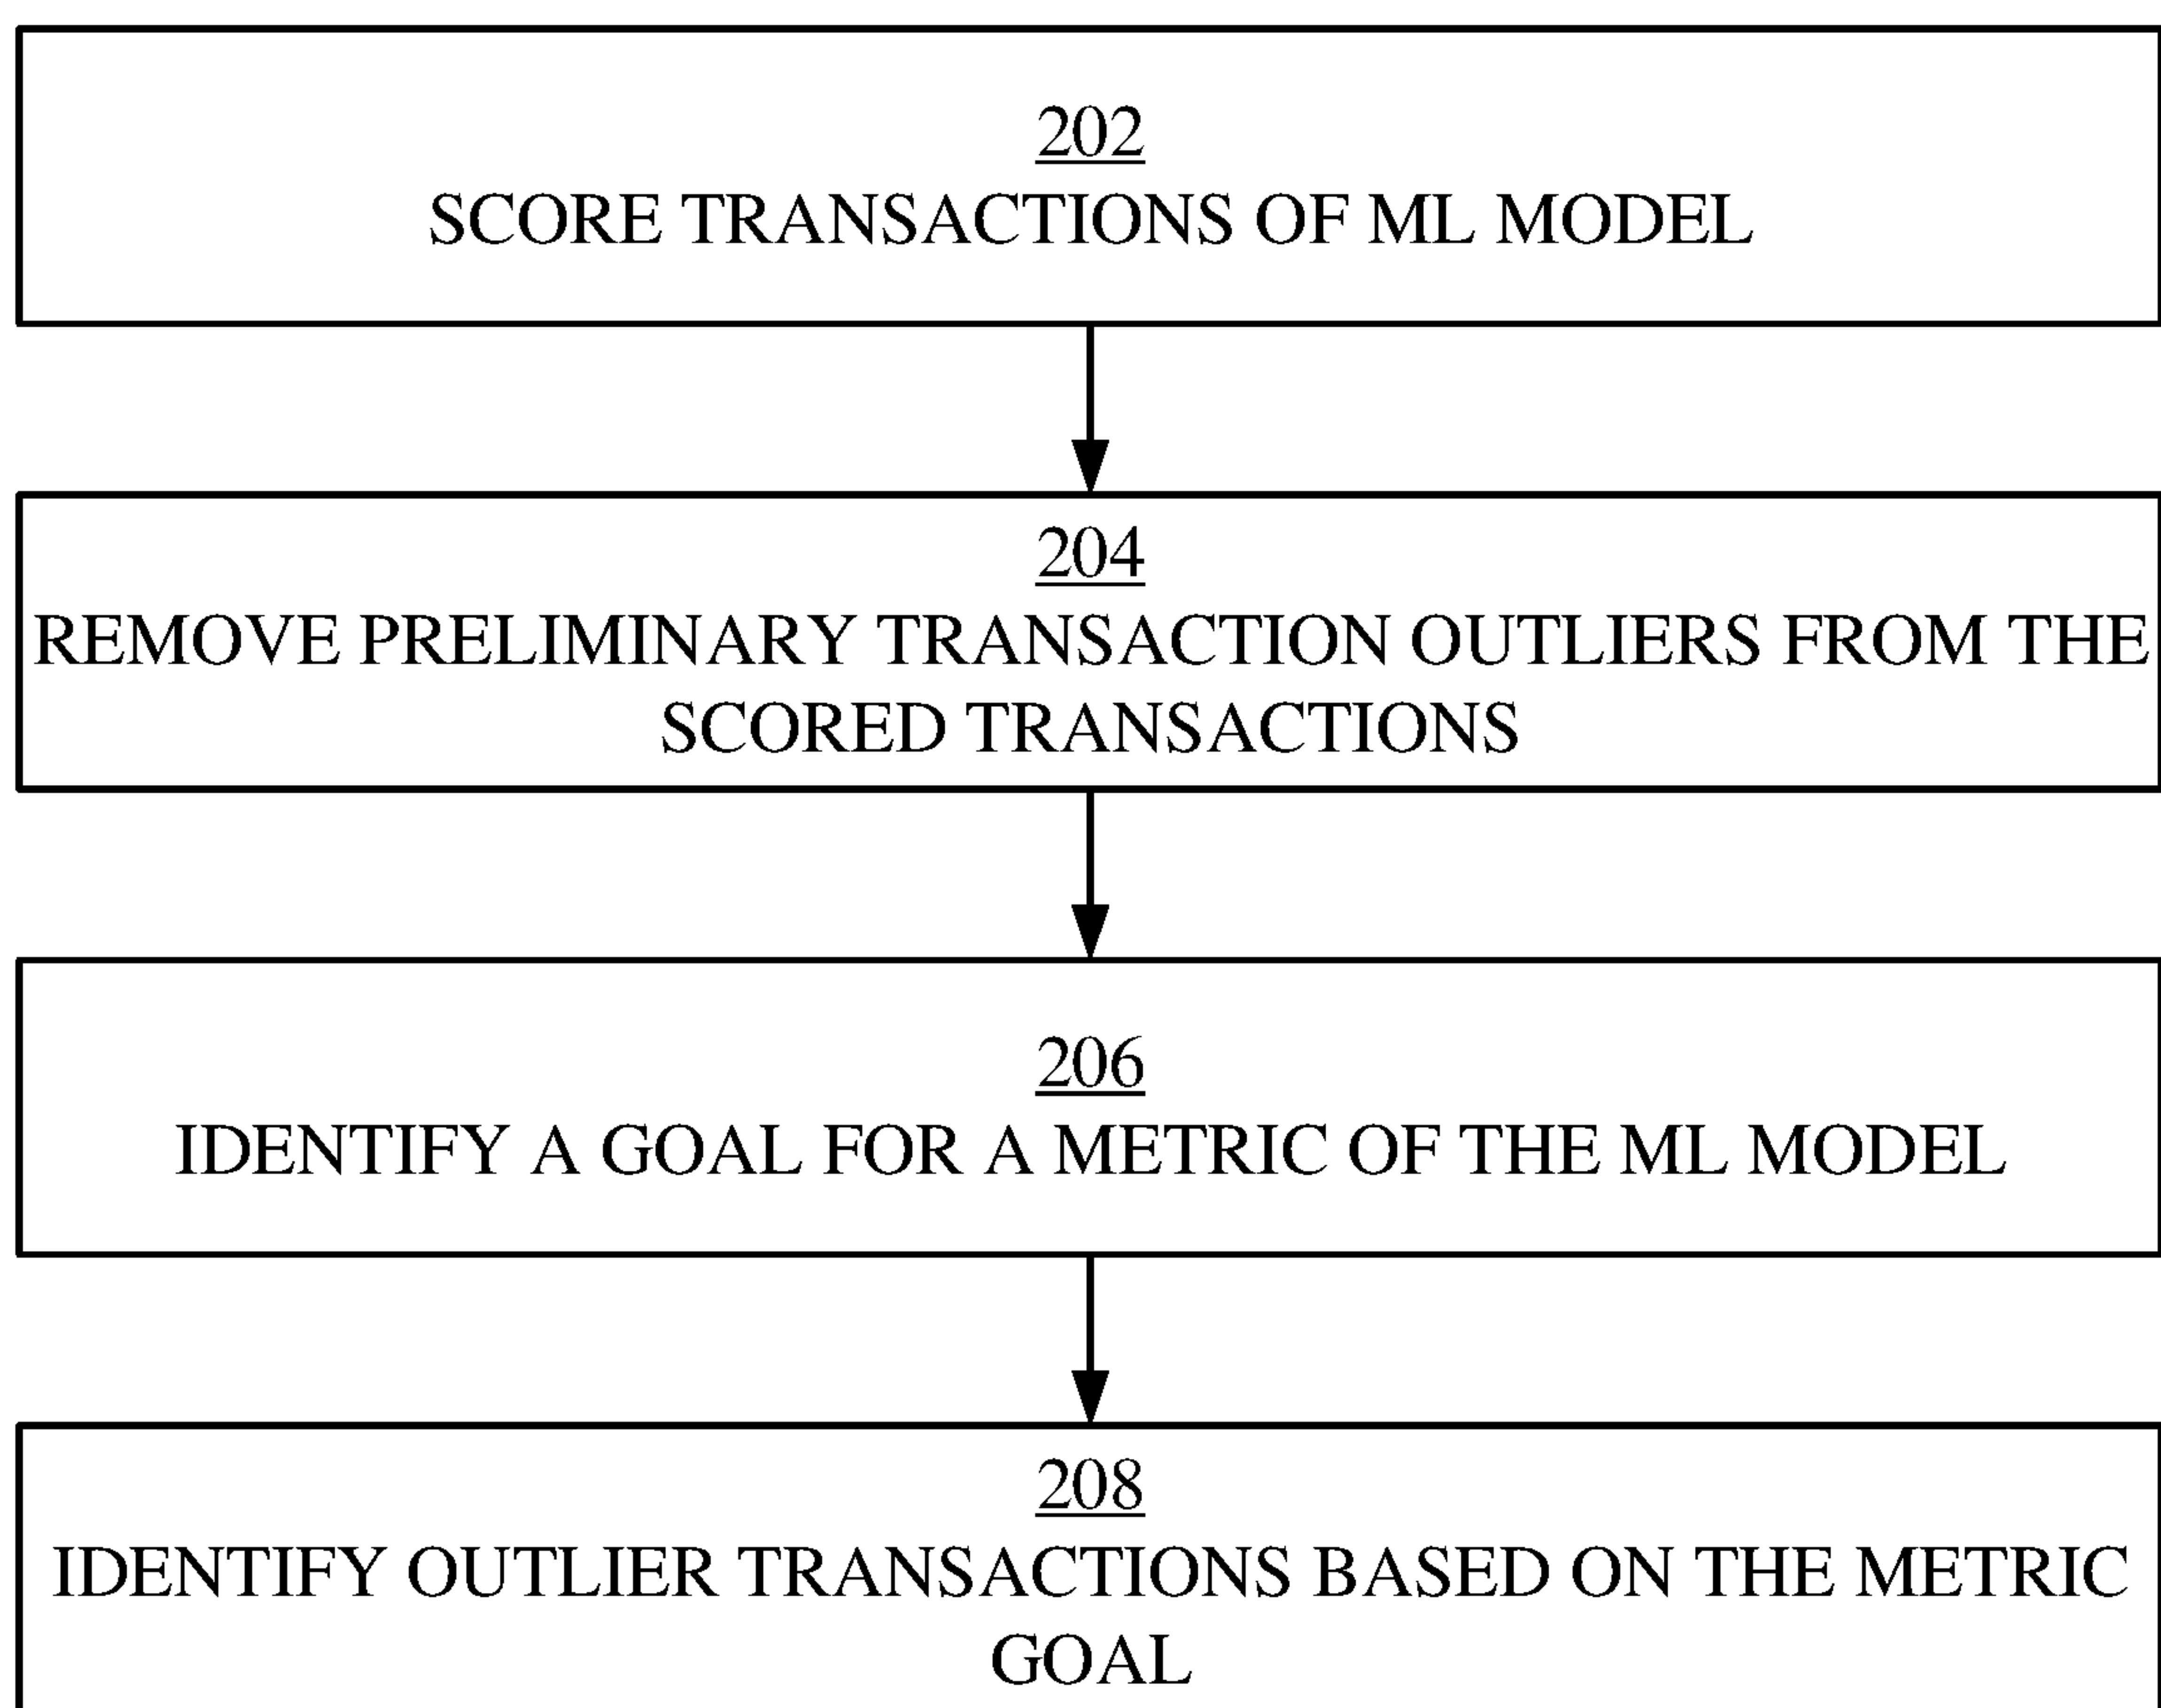 202
SCORE TRANSACTIONS OF ML MODEL
204
REMOVE PRELIMINARY TRANSACTION OUTLIERS FROM THE
SCORED TRANSACTIONS
206
IDENTIFY A GOAL FOR A METRIC OF THE ML MODEL
208
IDENTIFY OUTLIER TRANSACTIONS BASED ON THE METRIC
GOAL